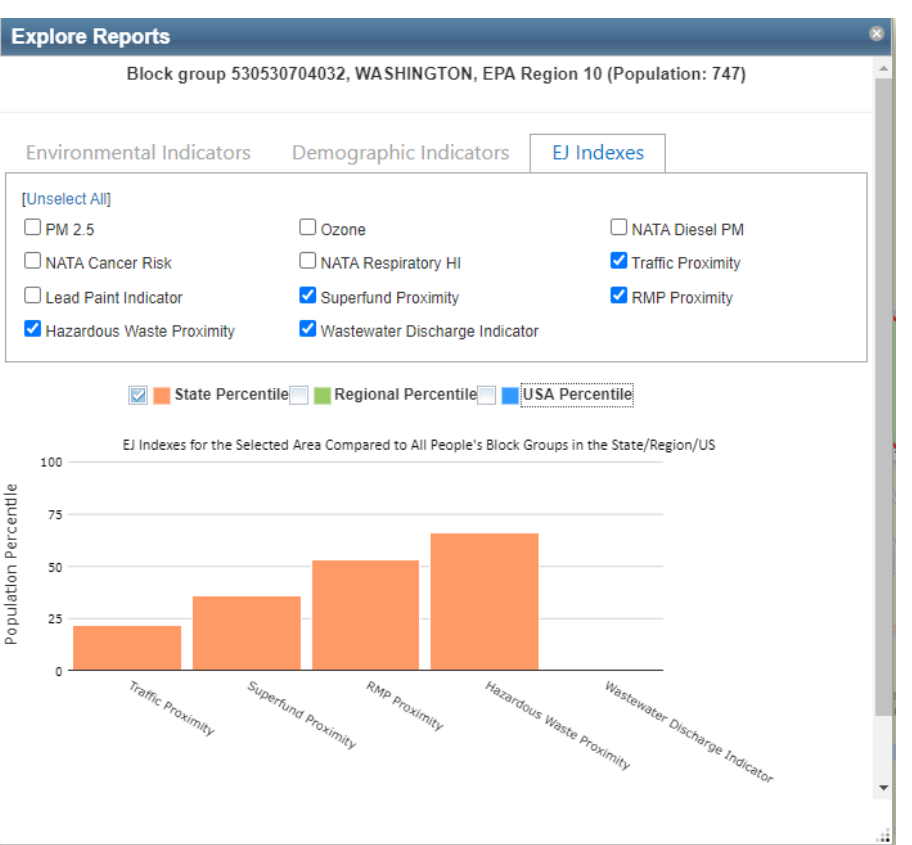 Explore Reports
Block group 530530704032, WASHINGTON, EPA Region 10 (Population: 747)
Environmental Indicators Demographic Indicators EJ Indexes
[Unselect All]
PM 2.5 Ozone NATA Diesel PM
NATA Cancer Risk NATA Respiratory HI Traffic Proximity
Lead Paint Indicator Superfund Proximity RMP Proximity
Hazardous Waste Proximity Wastewater Discharge Indicator
State Percentile Regional Percentile USA Percentile
EJ Indexes for the Selected Area Compared to All People's Block Groups in the State/Region/US
Population Percentile
100
75
50
25
0
Traffic Proximity
Superfund Proximity
RMP Proximity
Hazardous Waste Proximity
Wastewater Discharge Indicator